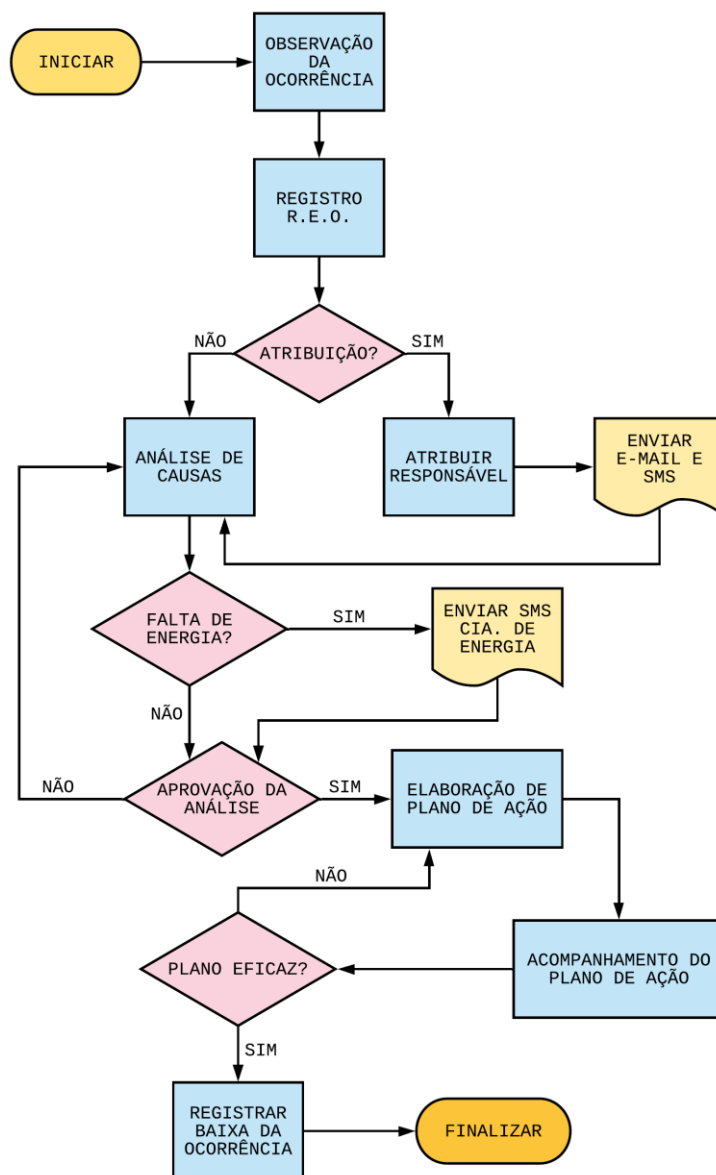 INICIAR
OBSERVAÇÃO
DA
OCORRÊNCIA
REGISTRO
R.E.O.
ATRIBUIÇÃO?
NÃO
SIM
ANÁLISE DE
CAUSAS
ATRIBUIR
RESPONSÁVEL
ENVIAR
E-MAIL E
SMS
FALTA DE
ENERGIA?
SIM
ENVIAR SMS
CIA. DE
ENERGIA
NÃO
NÃO
APROVAÇÃO DA
ANÁLISE
SIM
ELABORAÇÃO DE
PLANO DE AÇÃO
NÃO
PLANO EFICAZ?
ACOMPANHAMENTO DO
PLANO DE AÇÃO
SIM
REGISTRAR
BAIXA DA
OCORRÊNCIA
FINALIZAR